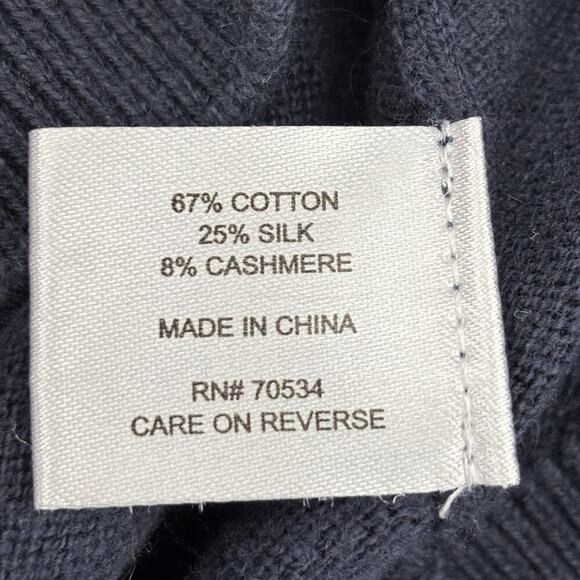 67% COTTON
25% SILK
8% CASHMERE
MADE IN CHINA
RN# 70534
CARE ON REVERSE